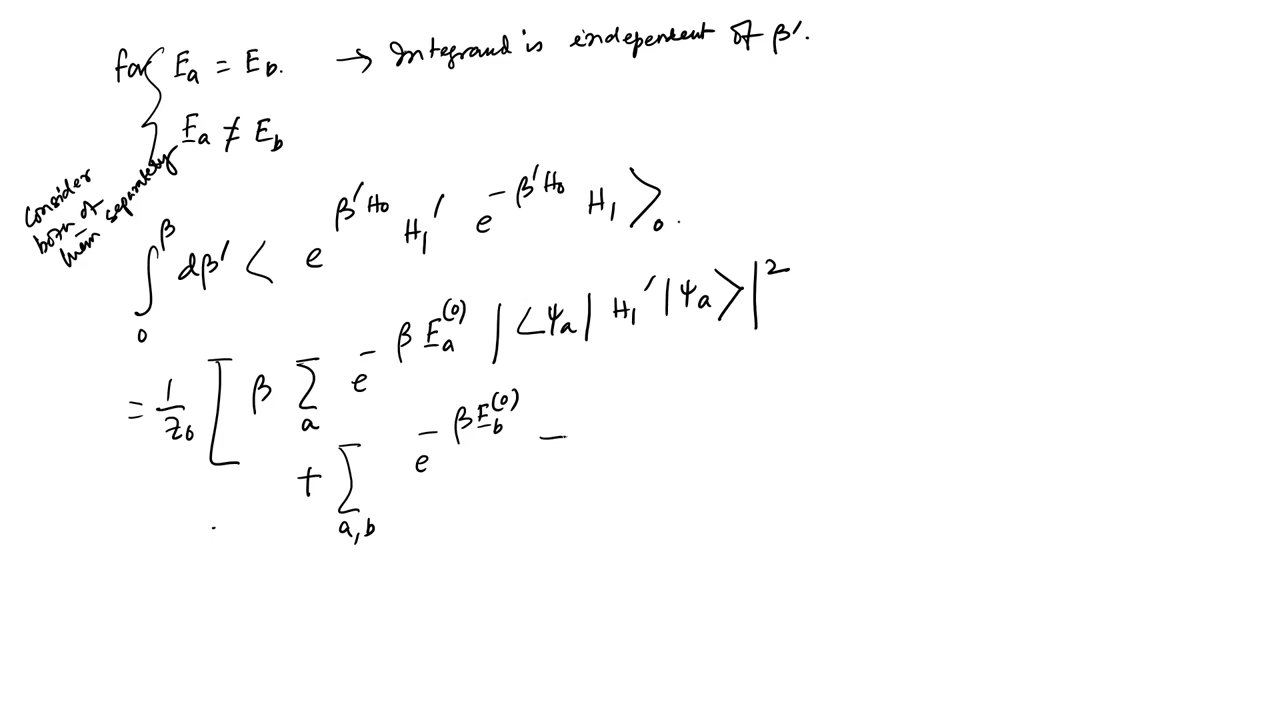 for { E_a = E_b. → Integrand is independent of β'.
E_a ≠ E_b
Consider both of them separately
∫_0^β dβ' < e^{β'H_0} H_1' e^{-β'H_0} H_1 >_0.
= 1/Z_0 [ β Σ_a e^{-βE_a^{(0)}} |<ψ_a| H_1' |ψ_a>|^2
+ Σ_{a,b} e^{-βE_b^{(0)}} −